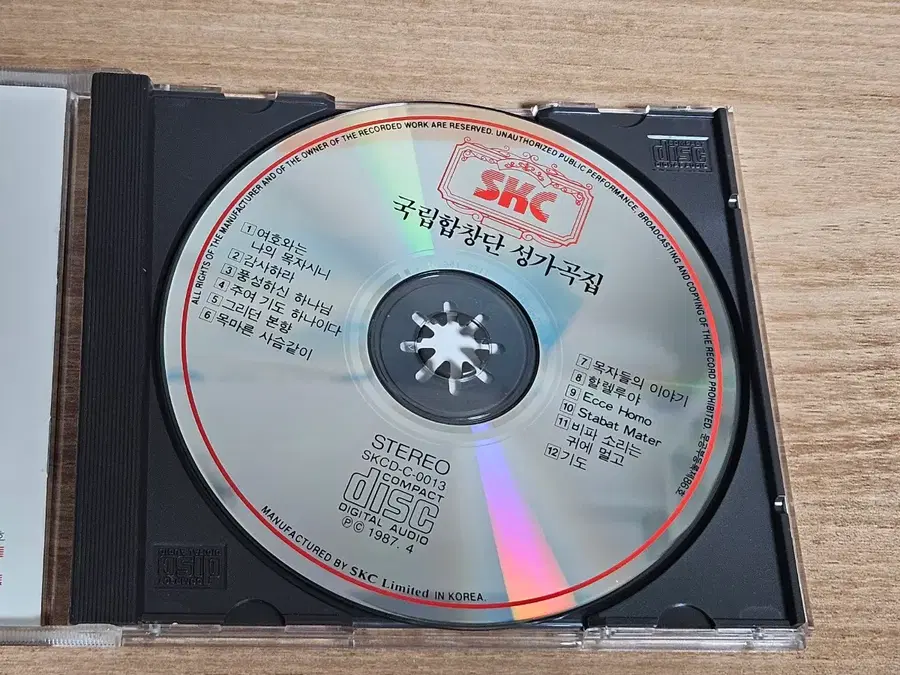 ALL RIGHTS OF THE MANUFACTURER AND OF THE OWNER OF THE RECORDED WORK ARE RESERVED. UNAUTHORIZED PUBLIC PERFORMANCE, BROADCASTING AND COPYING OF THE RECORD PROHIBITED.
SKC
국립합창단 성가곡집
1 여호와는
나의 목자시니
2 감사하라
3 풍성하신 하나님
4 주여 기도 하나이다
5 그리던 본향
6 목마른 사슴같이
7 목자들의 이야기
8 할렐루야
9 Ecce Homo
10 Stabat Mater
11 비파 소리는
귀에 멀고
12 기도
STEREO
SKCD-C-0013
COMPACT
disc
DIGITAL AUDIO
Ⓟ Ⓒ 1987. 4
MANUFACTURED BY SKC Limited IN KOREA.
COMPACT
disc